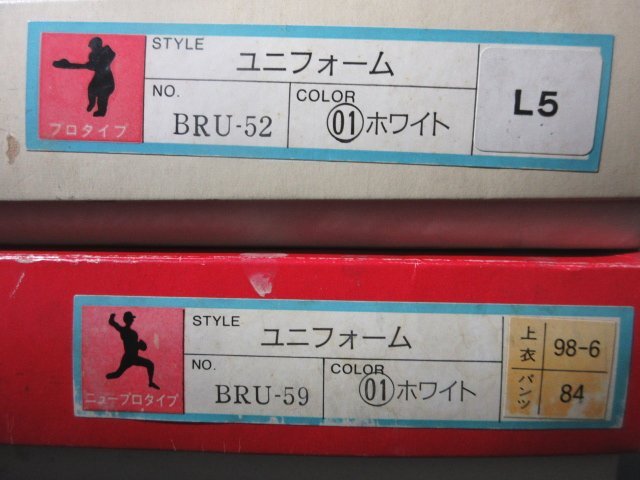 STYLE ユニフォーム
NO. COLOR
BRU-52 01ホワイト L5
プロタイプ
STYLE ユニフォーム
NO. COLOR
BRU-59 01ホワイト
ニュープロタイプ
上衣 98-6
パンツ 84